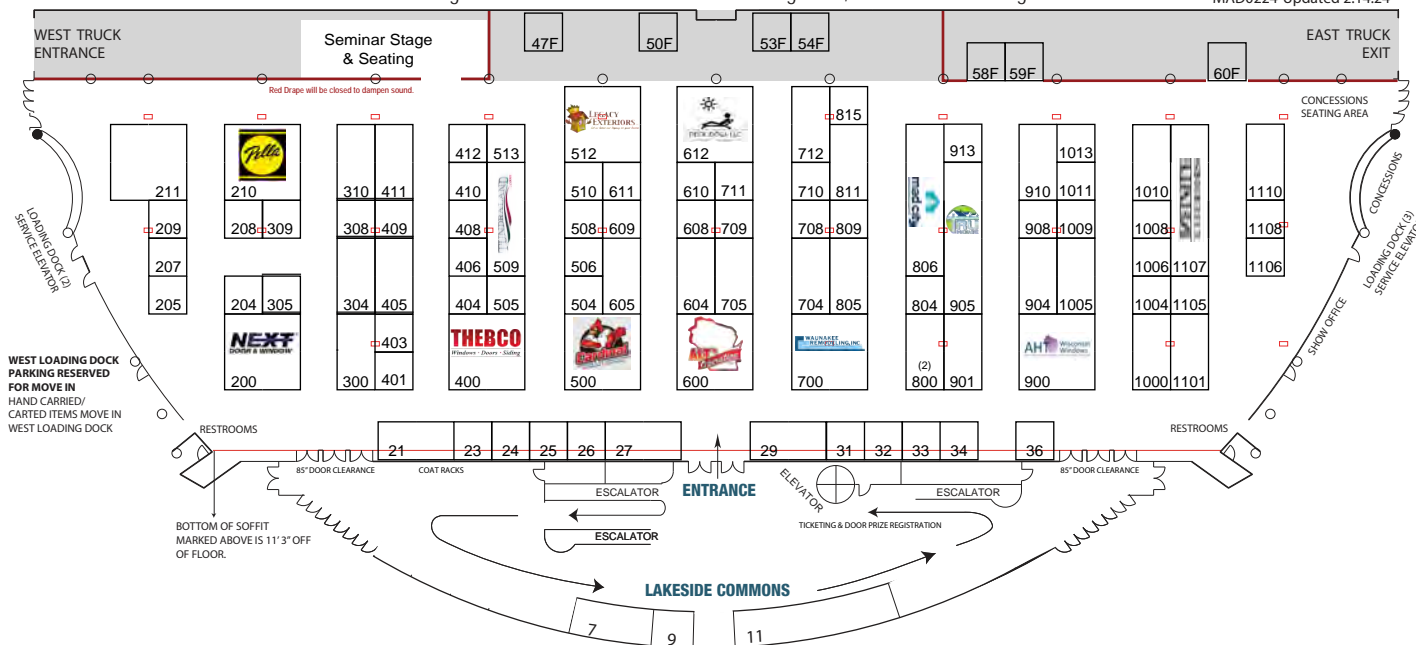 MAD0224 Updated 2.14.24
WEST TRUCK
ENTRANCE
Seminar Stage
& Seating
Red Drape will be closed to dampen sound.
47F
50F
53F
54F
58F
59F
60F
EAST TRUCK
EXIT
CONCESSIONS
SEATING AREA
CONCESSIONS
LOADING DOCK (3)
SERVICE ELEVATOR
SHOW OFFICE
LOADING DOCK (2)
SERVICE ELEVATOR
211
209
207
205
Pella
210
208
309
204
305
NEXT
DOOR & WINDOW
200
310
411
308
409
304
405
403
300
401
412
513
410
408
406
509
404
505
THEBCO
Windows · Doors · Siding
400
LEGACY
EXTERIORS
512
510
611
508
609
506
504
605
Cardinal
500
612
610
711
608
709
604
705
600
815
712
710
811
708
809
704
805
WAUNAKEE
REMODELING, INC
700
913
mad city
806
804
905
(2)
800
901
1013
910
1011
908
1009
904
1005
AHT Wisconsin
Windows
900
1010
1008
1006
1107
1004
1105
1000
1101
1110
1108
1106
WEST LOADING DOCK
PARKING RESERVED
FOR MOVE IN
HAND CARRIED/
CARTED ITEMS MOVE IN
WEST LOADING DOCK
RESTROOMS
21
23
24
25
26
27
29
31
32
33
34
36
RESTROOMS
85" DOOR CLEARANCE
COAT RACKS
ENTRANCE
85" DOOR CLEARANCE
ESCALATOR
ELEVATOR
ESCALATOR
ESCALATOR
TICKETING & DOOR PRIZE REGISTRATION
BOTTOM OF SOFFIT
MARKED ABOVE IS 11' 3" OFF
OF FLOOR.
LAKESIDE COMMONS
7
9
11